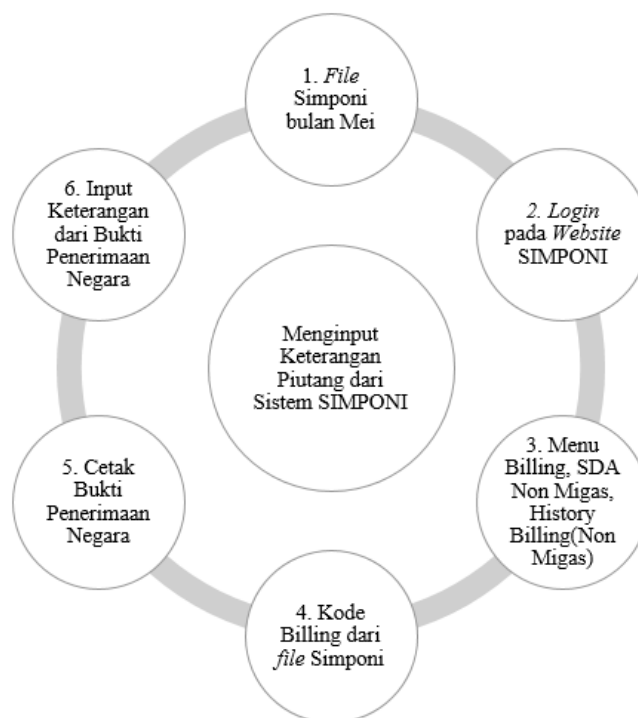 1. File
Simponi
bulan Mei
2. Login
pada Website
SIMPONI
3. Menu
Billing, SDA
Non Migas,
History
Billing(Non
Migas)
4. Kode
Billing dari
file Simponi
5. Cetak
Bukti
Penerimaan
Negara
6. Input
Keterangan
dari Bukti
Penerimaan
Negara
Menginput
Keterangan
Piutang dari
Sistem SIMPONI